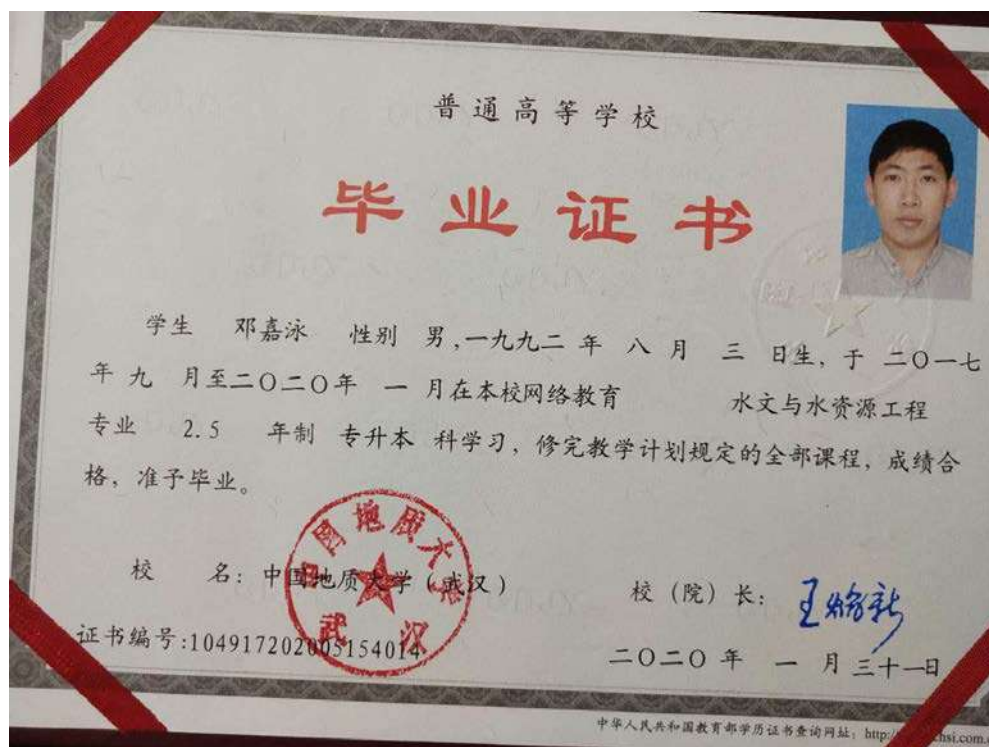 普通高等学校
毕业证书
学生 邓嘉泳 性别 男,一九九二 年 八 月 三 日生，于 二〇一七
年 九 月至二〇二〇年 一 月在本校网络教育 水文与水资源工程
专业 2.5 年制 专升本 科学习，修完教学计划规定的全部课程，成绩合
格，准予毕业。
校 名：中国地质大学（武汉）
中国地质大学
武汉
校（院）长：王焰新
证书编号:104917202005154014
二〇二〇 年 一 月 三十一日
中华人民共和国教育部学历证书查询网址：http:// hsi.com.